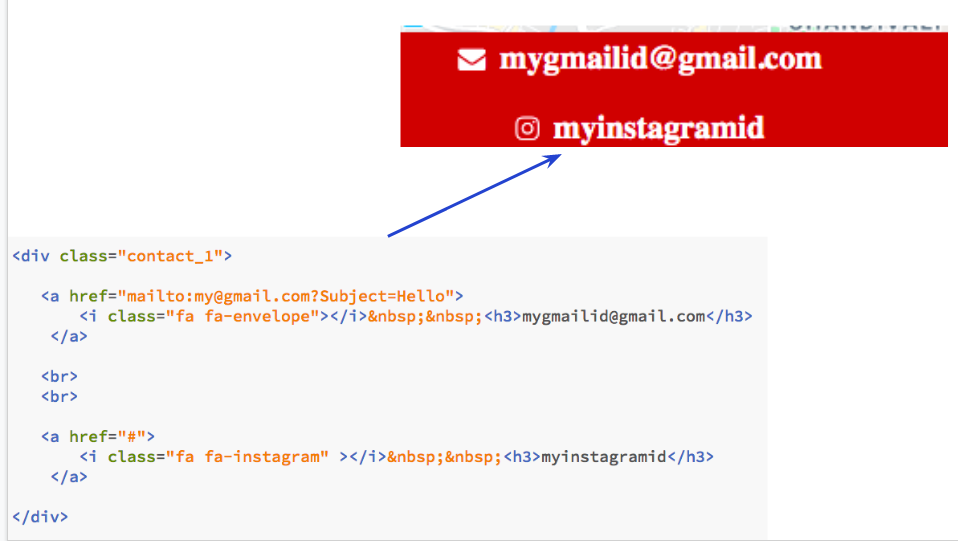 mygmailid@gmail.com
myinstagramid
<div class="contact_1">
<a href="mailto:my@gmail.com?Subject=Hello">
<i class="fa fa-envelope"></i>&nbsp;&nbsp;<h3>mygmailid@gmail.com</h3>
</a>
<br>
<br>
<a href="#">
<i class="fa fa-instagram" ></i>&nbsp;&nbsp;<h3>myinstagramid</h3>
</a>
</div>